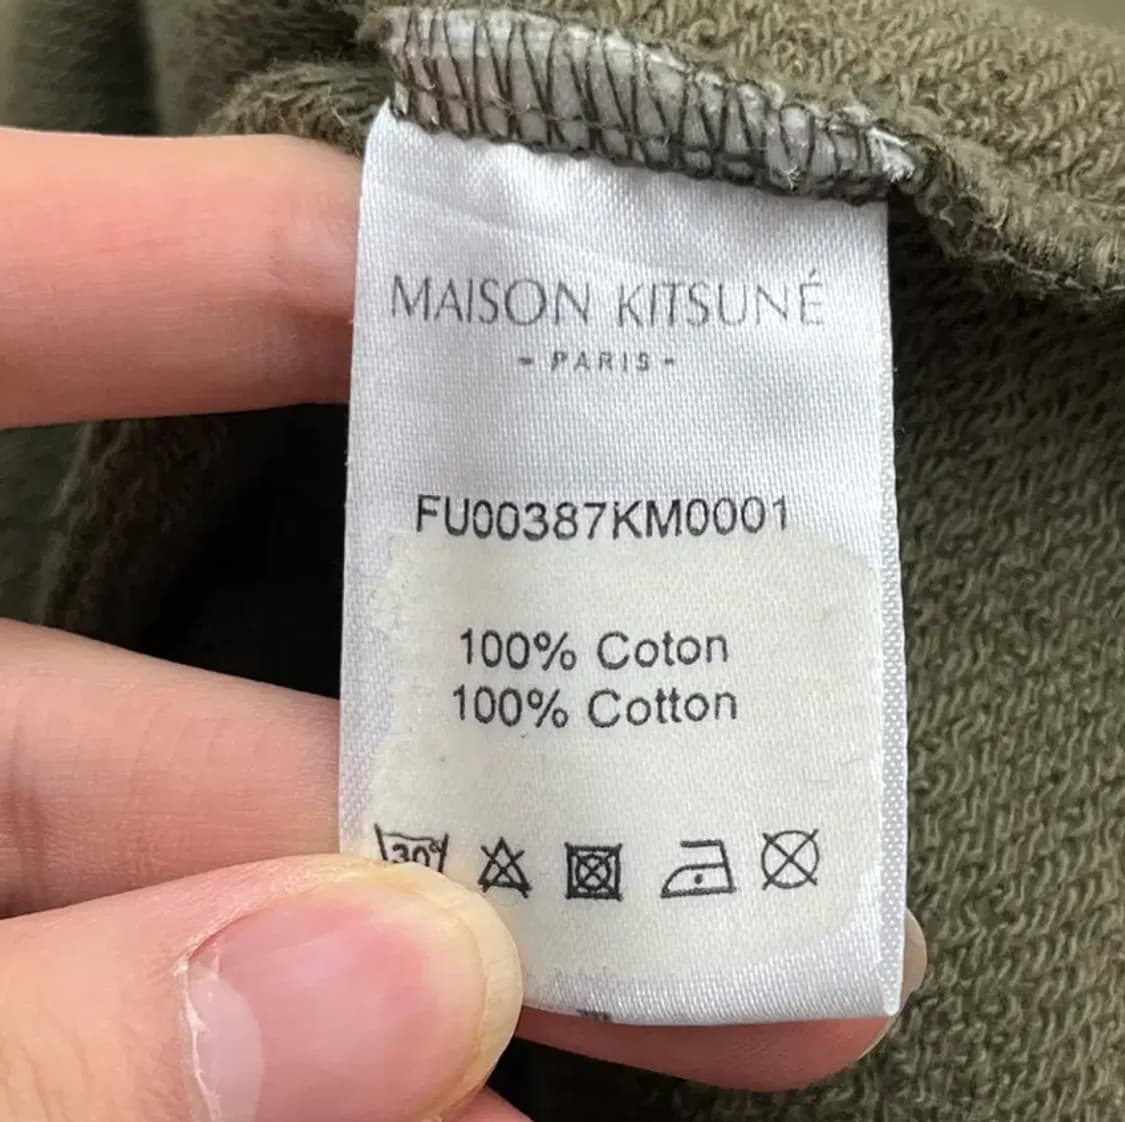 MAISON KITSUNÉ
- PARIS -
FU00387KM0001
100% Coton
100% Cotton
30°